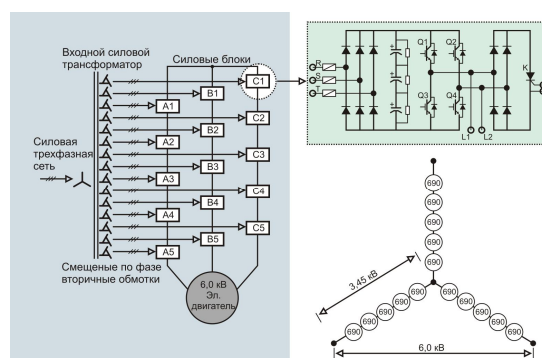 Входной силовой
трансформатор
Силовые блоки
C1
B1
A1
C2
B2
A2
C3
B3
A3
C4
B4
A4
C5
B5
A5
Силовая
трехфазная
сеть
Смещеные по фазе
вторичные обмотки
6,0 кВ
Эл.
двигатель
R
S
T
+
+
+
Q1
Q2
Q3
Q4
K
L1
L2
690
690
690
690
690
3,45 кВ
690
690
690
690
690
690
690
690
690
690
6,0 кВ